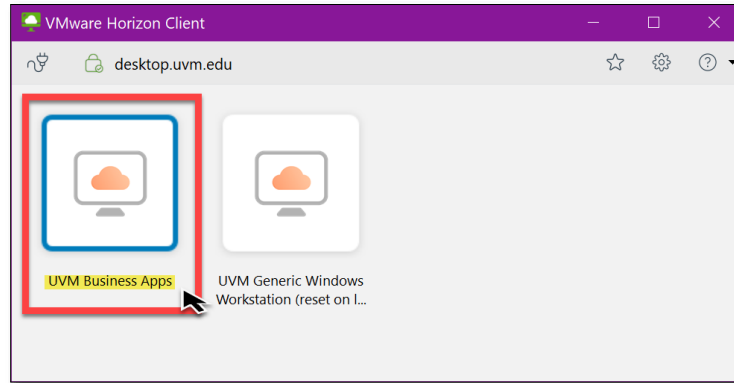 VMware Horizon Client
desktop.uvm.edu
UVM Business Apps
UVM Generic Windows
Workstation (reset on l...